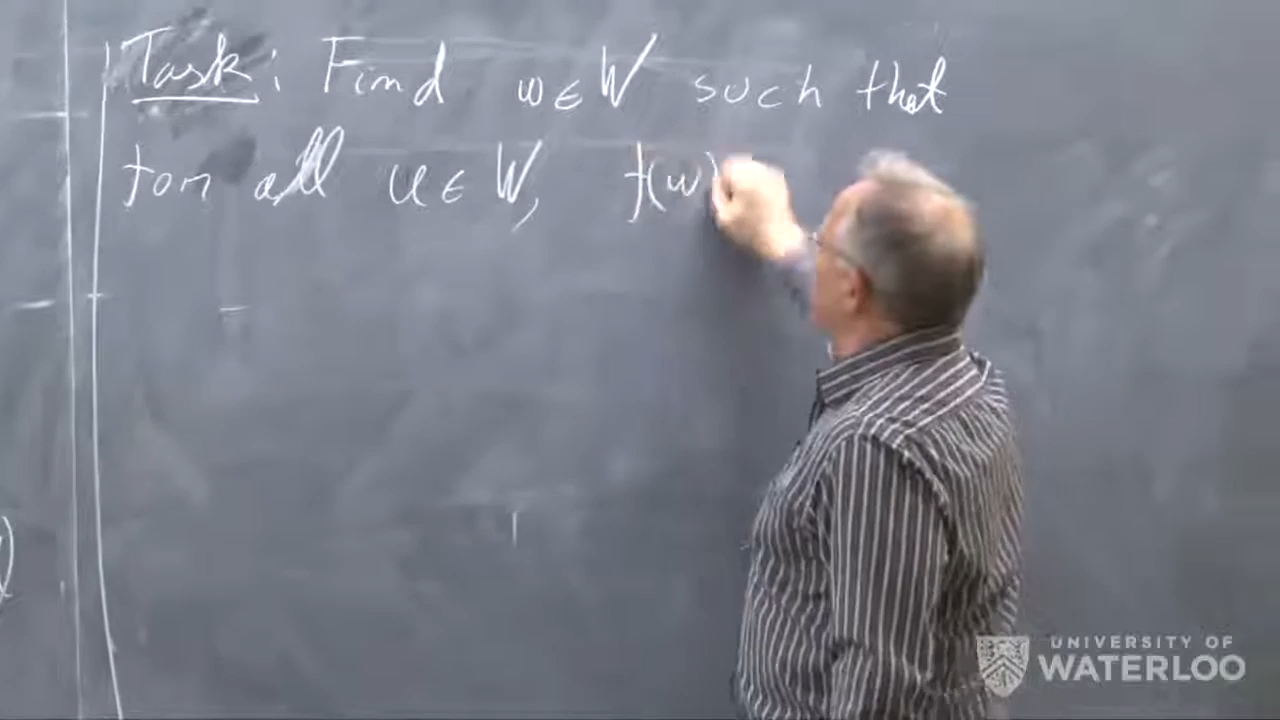 Task: Find w ∈ W such that
for all u ∈ W, f(w)
UNIVERSITY OF
WATERLOO